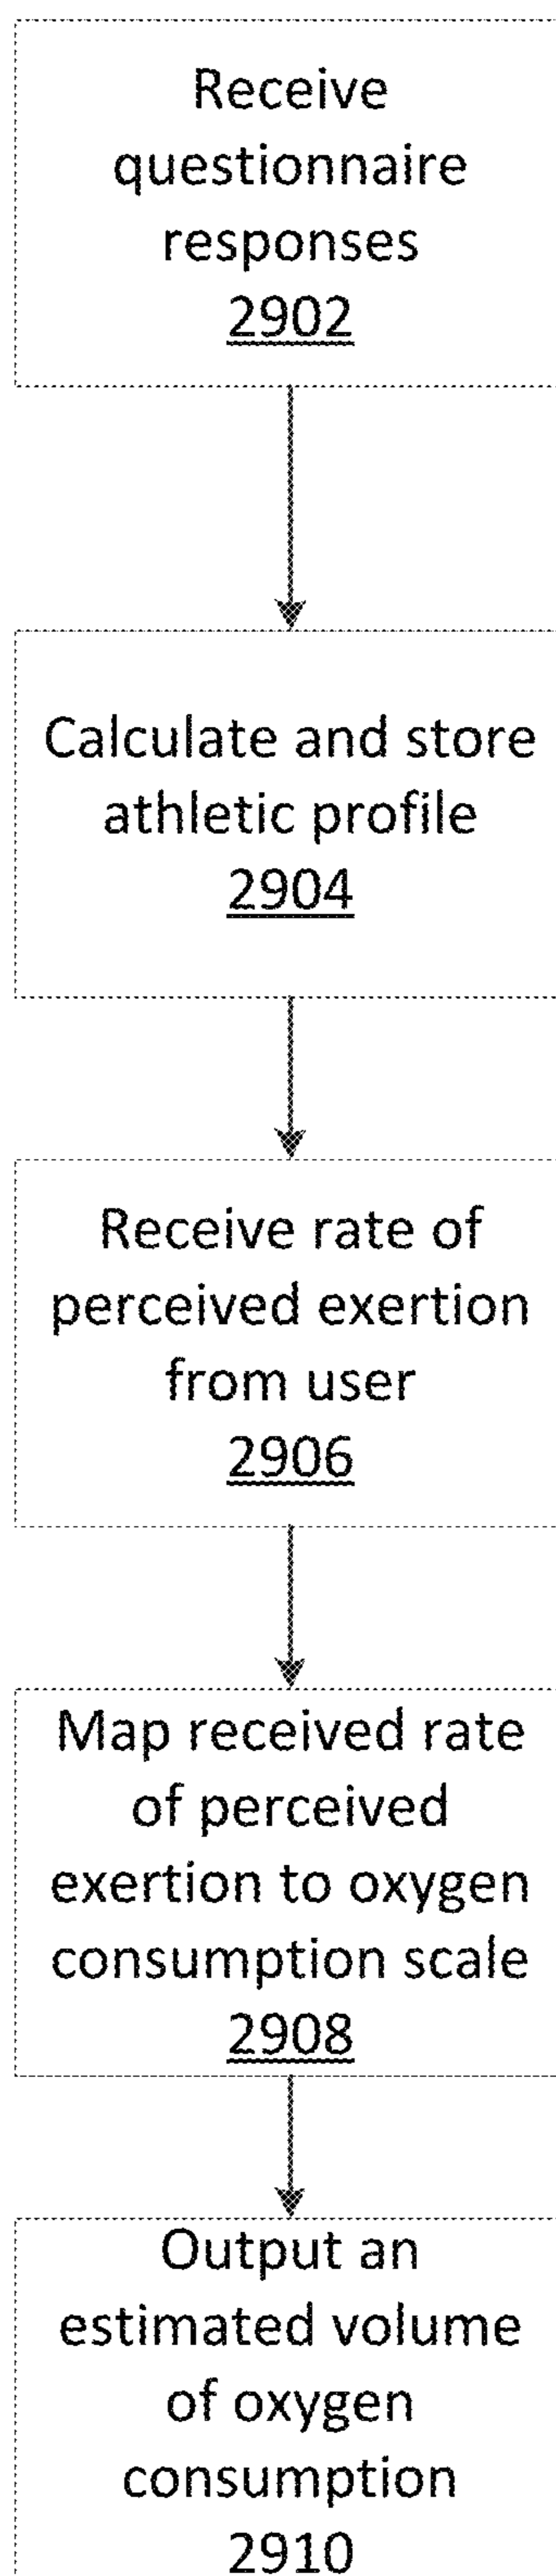 Receive
questionnaire
responses
2902
Calculate and store
athletic profile
2904
Receive rate of
perceived exertion
from user
2906
Map received rate
of perceived
exertion to oxygen
consumption scale
2908
Output an
estimated volume
of oxygen
consumption
2910